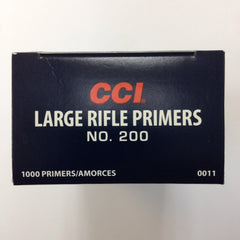 CCI
LARGE RIFLE PRIMERS
NO. 200
1000 PRIMERS/AMORCES 0011